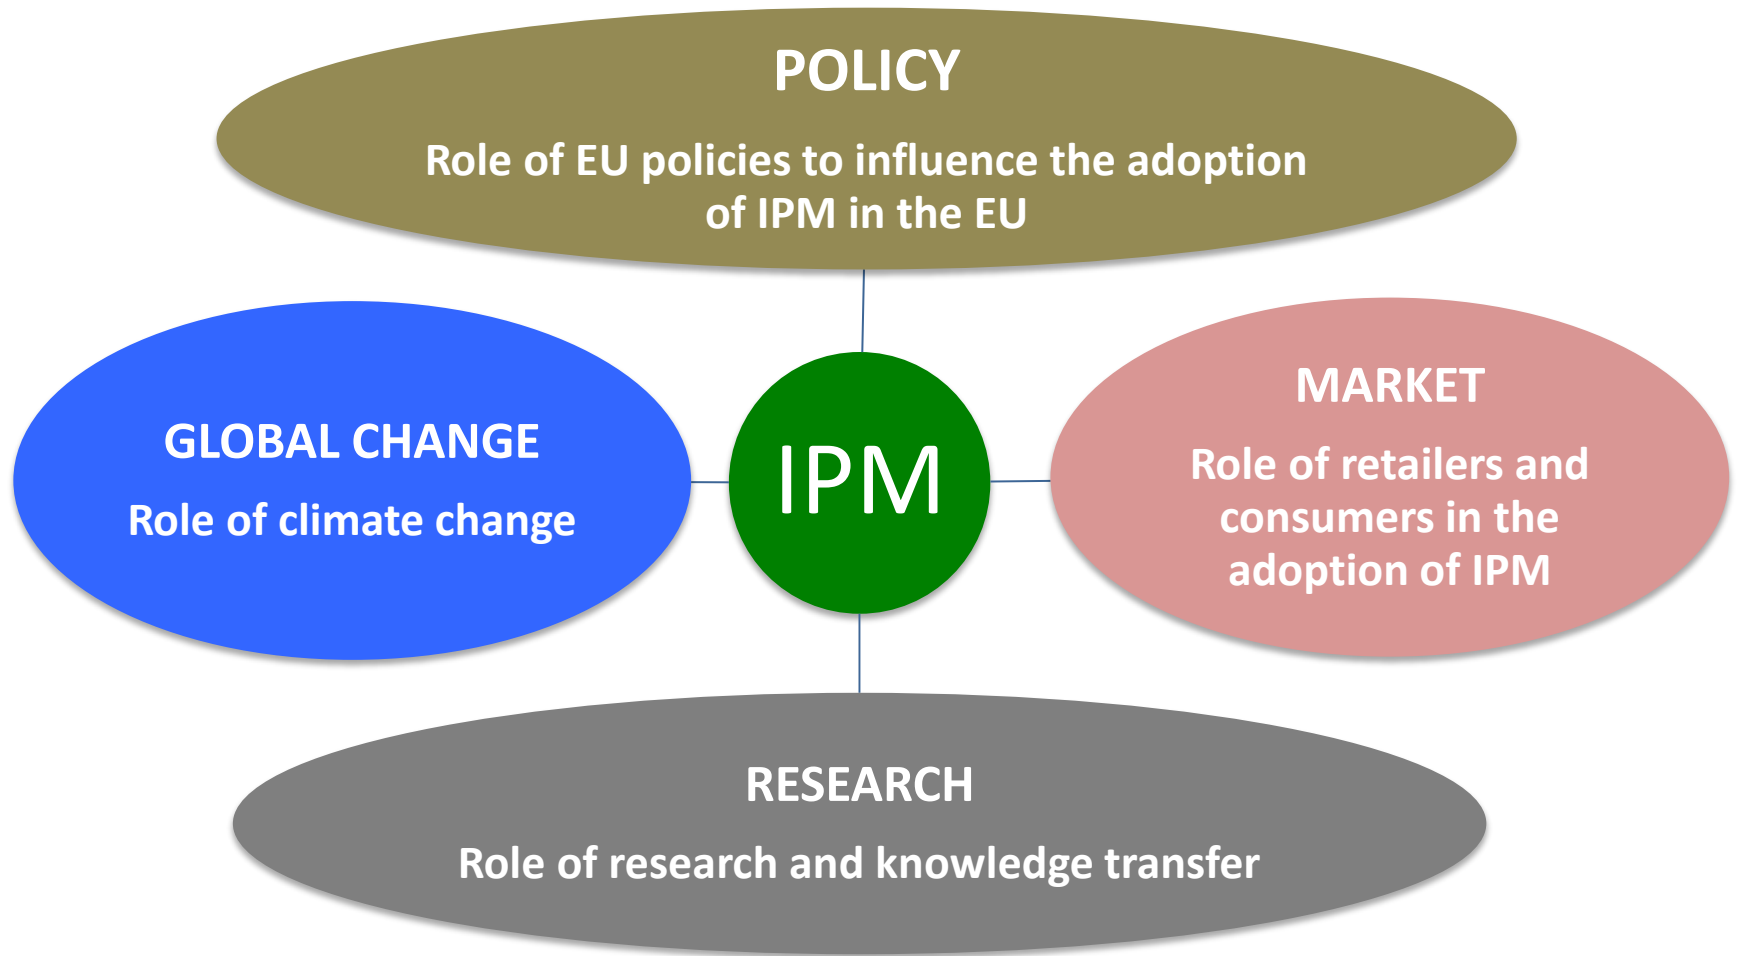 POLICY
Role of EU policies to influence the adoption
of IPM in the EU
GLOBAL CHANGE
Role of climate change
IPM
MARKET
Role of retailers and
consumers in the
adoption of IPM
RESEARCH
Role of research and knowledge transfer